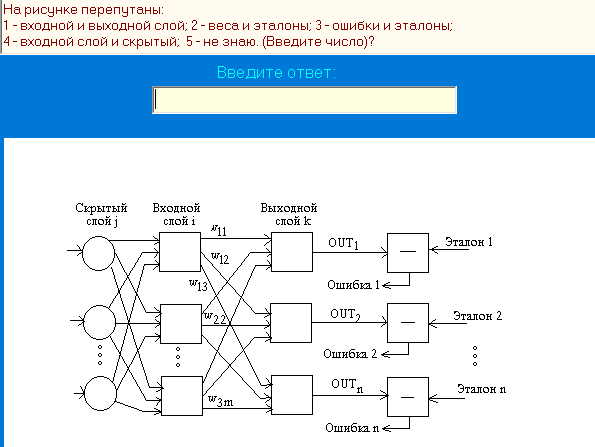 На рисунке перепутаны:
1 - входной и выходной слой; 2 - веса и эталоны; 3 - ошибки и эталоны;
4 - входной слой и скрытый; 5 - не знаю. (Введите число)?
Введите ответ:
Скрытый Входной Выходной
слой j слой i слой k
w11
OUT1 — Эталон 1
w12
w13 Ошибка 1
w22 OUT2 — Эталон 2
Ошибка 2
OUTn — Эталон n
w3m
Ошибка n